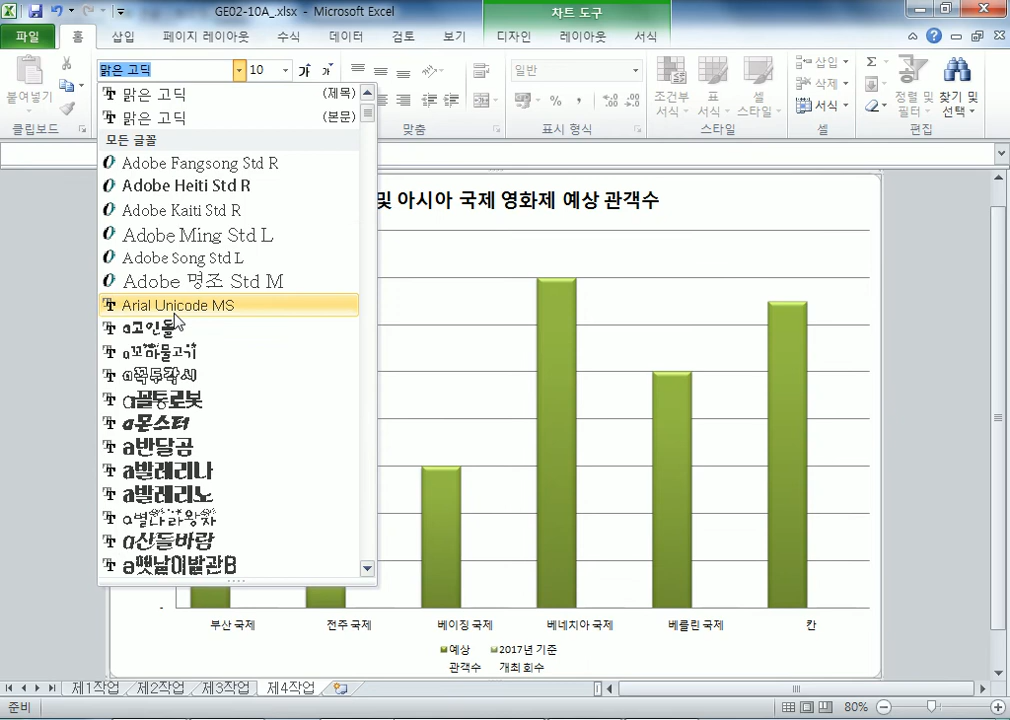 GE02-10A_.xlsx - Microsoft Excel
차트 도구
파일 홈 삽입 페이지 레이아웃 수식 데이터 검토 보기 디자인 레이아웃 서식
맑은 고딕 10 가 가 일반 삽입 Σ
붙여넣기 % , 조건부 서식 표 서식 셀 스타일 삭제 서식 정렬 및 필터 찾기 및 선택
클립보드 맞춤 표시 형식 스타일 셀 편집
맑은 고딕 (제목)
맑은 고딕 (본문)
모든 글꼴
Adobe Fangsong Std R
Adobe Heiti Std R
Adobe Kaiti Std R
Adobe Ming Std L
Adobe Song Std L
Adobe 명조 Std M
Arial Unicode MS
a고인돌
a꼬마물고기
a꼭두각시
a꼴통로봇
a몬스터
a반달곰
a발레리나
a발레리노
a별나라왕자
a산돌바람
a옛날이발관B
및 아시아 국제 영화제 예상 관객수
-
부산 국제 전주 국제 베이징 국제 베네치아 국제 베를린 국제 칸
예상 관객수 2017년 기준 개최 회수
제1작업 제2작업 제3작업 제4작업
준비 80%